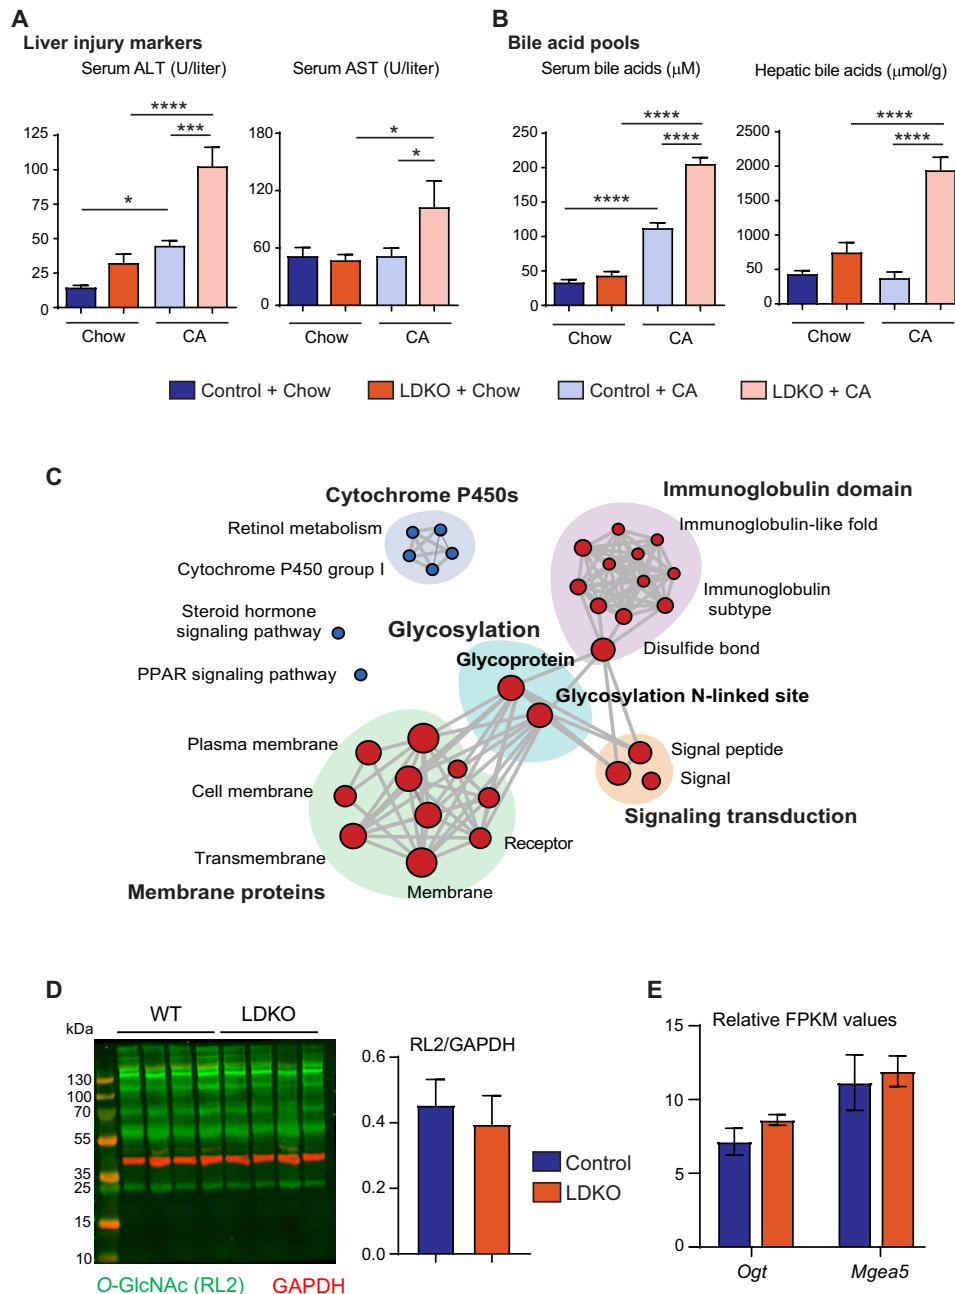 A
Liver injury markers
Serum ALT (U/liter)
125
100
75
50
25
0
0
****
***
*
Chow
CA
Serum AST (U/liter)
180
120
60
0
*
*
Chow
CA
B
Bile acid pools
Serum bile acids (μM)
250
200
150
100
50
0
****
****
****
Chow
CA
Hepatic bile acids (μmol/g)
2500
2000
1500
1000
500
0
****
****
Chow
CA
Control + Chow
LDKO + Chow
Control + CA
LDKO + CA
C
Cytochrome P450s
Retinol metabolism
Cytochrome P450 group I
Steroid hormone
signaling pathway
PPAR signaling pathway
Immunoglobulin domain
Immunoglobulin-like fold
Immunoglobulin
subtype
Disulfide bond
Glycosylation
Glycoprotein
Glycosylation N-linked site
Signal peptide
Signal
Signaling transduction
Plasma membrane
Cell membrane
Transmembrane
Receptor
Membrane
Membrane proteins
D
kDa
WT
LDKO
130
100
70
55
35
25
15
10
O-GlcNAc (RL2)
GAPDH
RL2/GAPDH
0.6
0.4
0.2
0.0
Control
LDKO
E
Relative FPKM values
15
10
5
0
Ogt
Mgea5